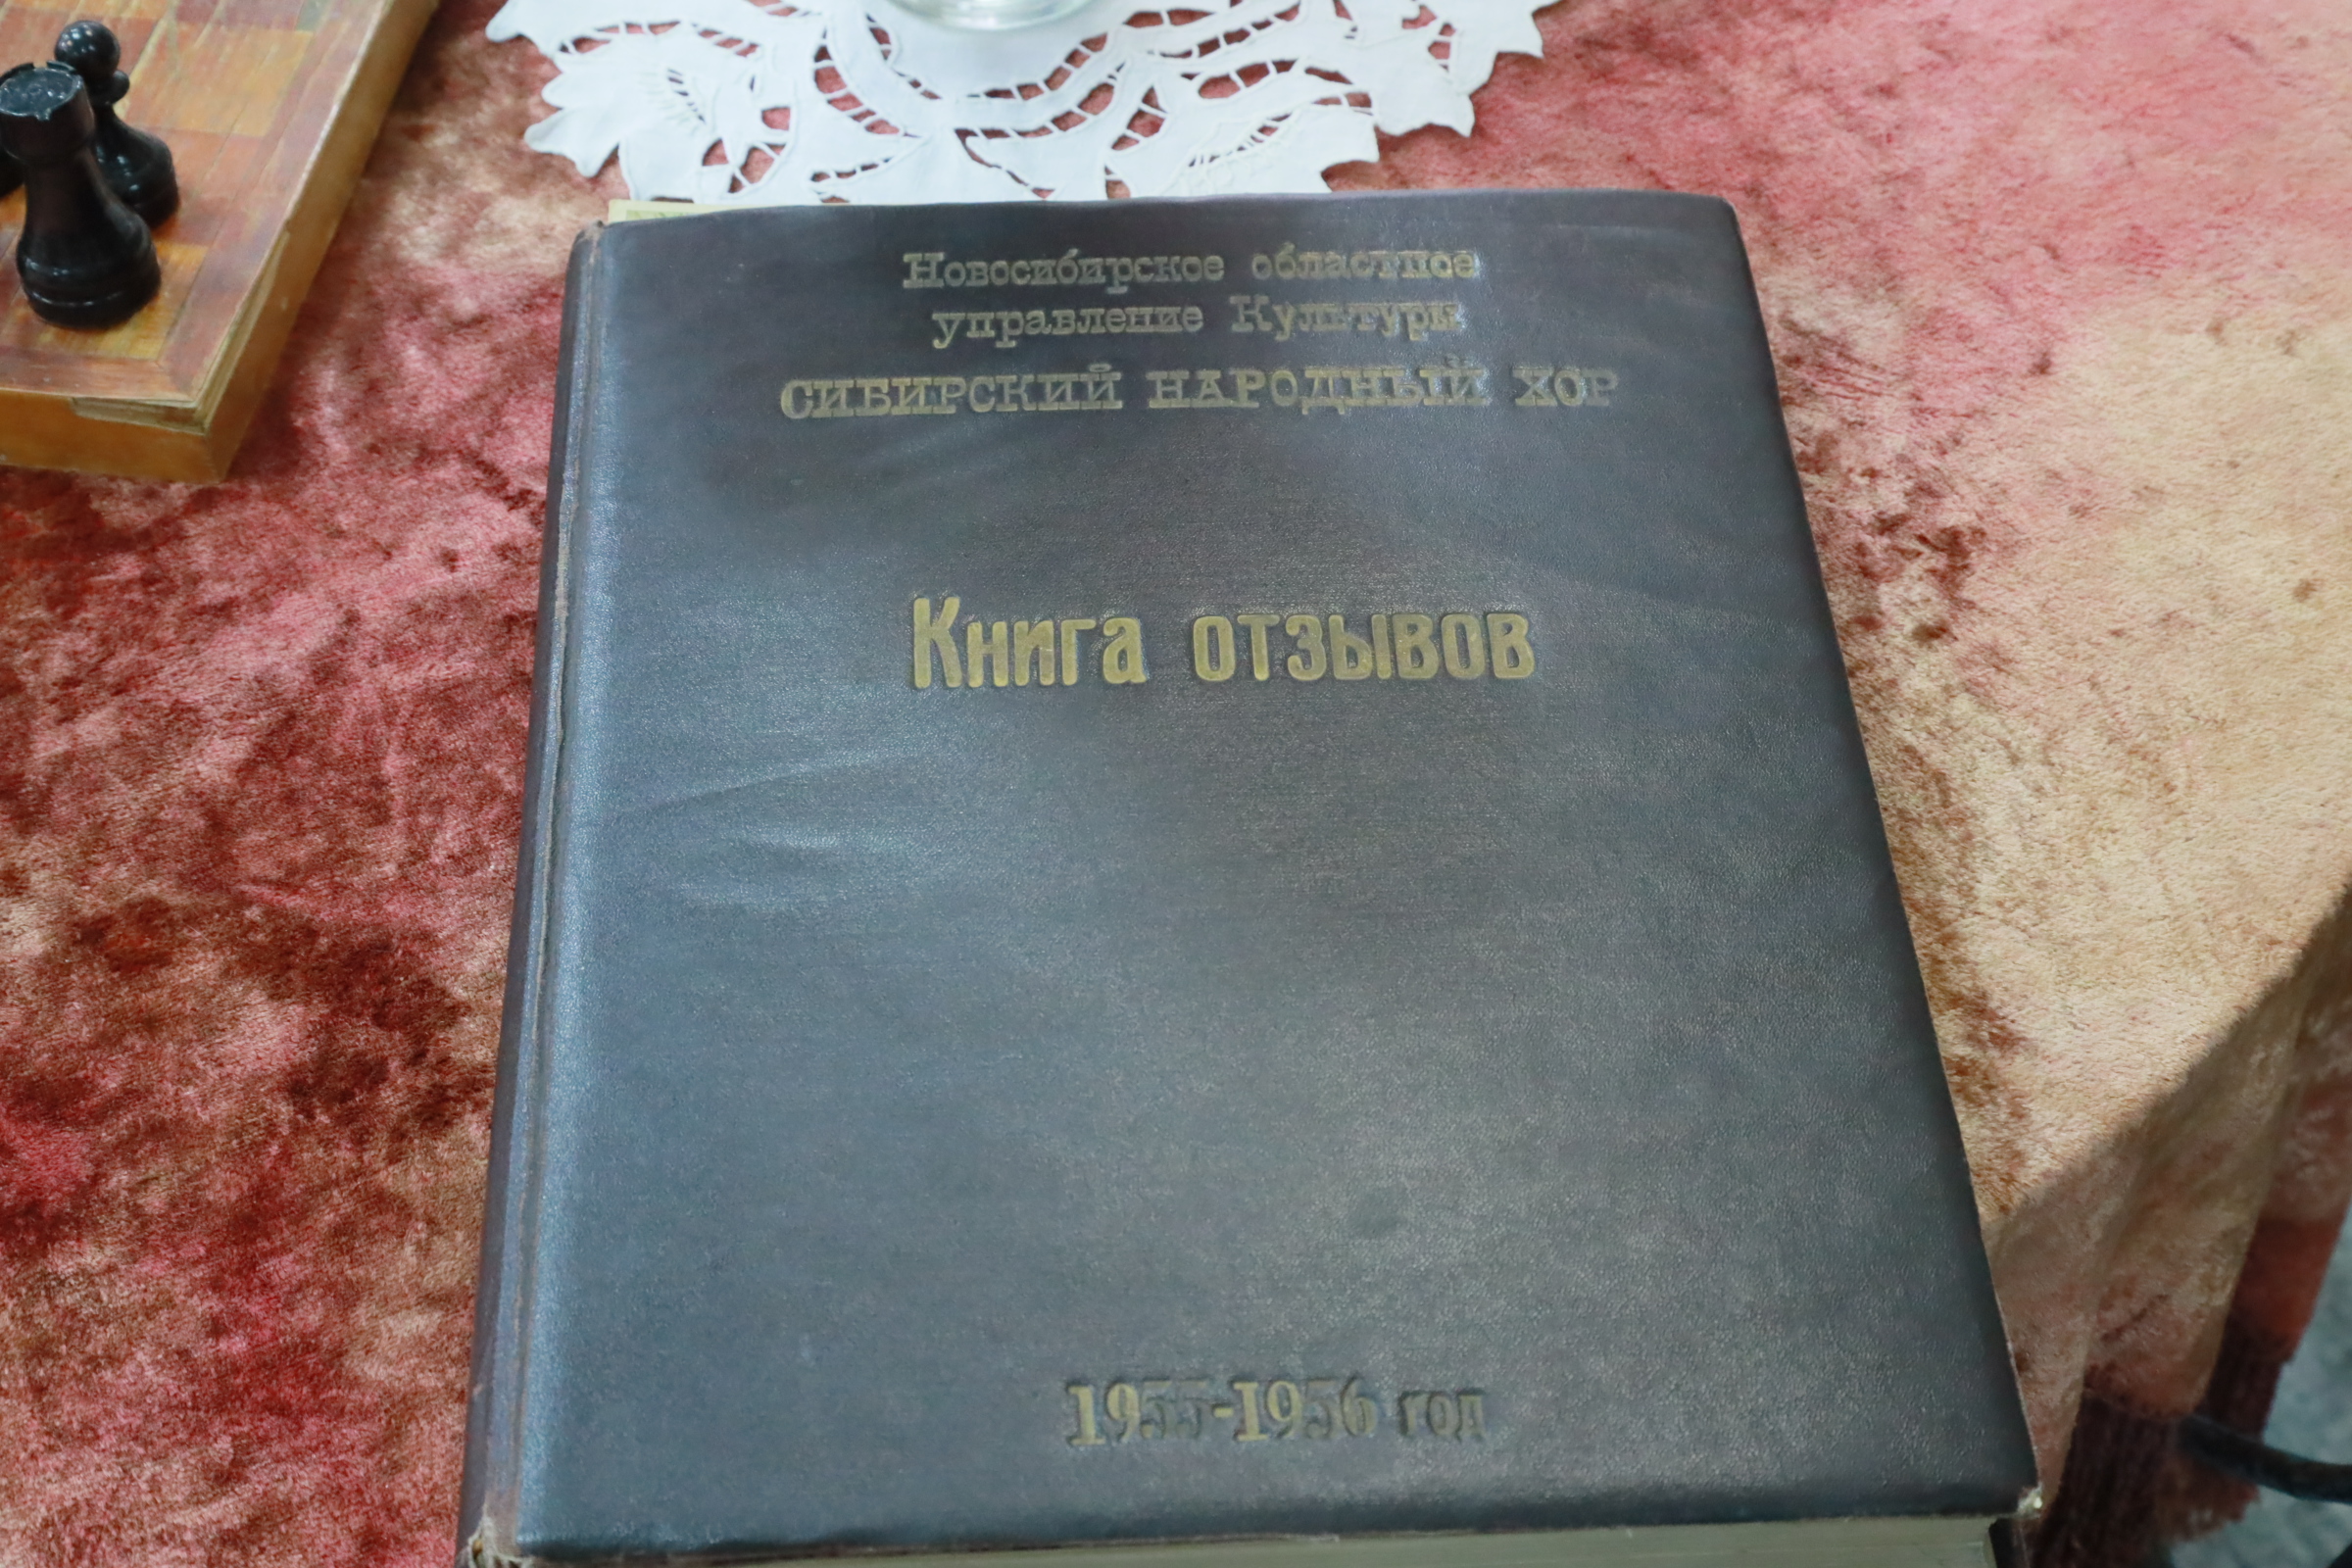 Новосибирское областное
управление Культуры
СИБИРСКИЙ НАРОДНЫЙ ХОР
Книга отзывов
1955-1956 год